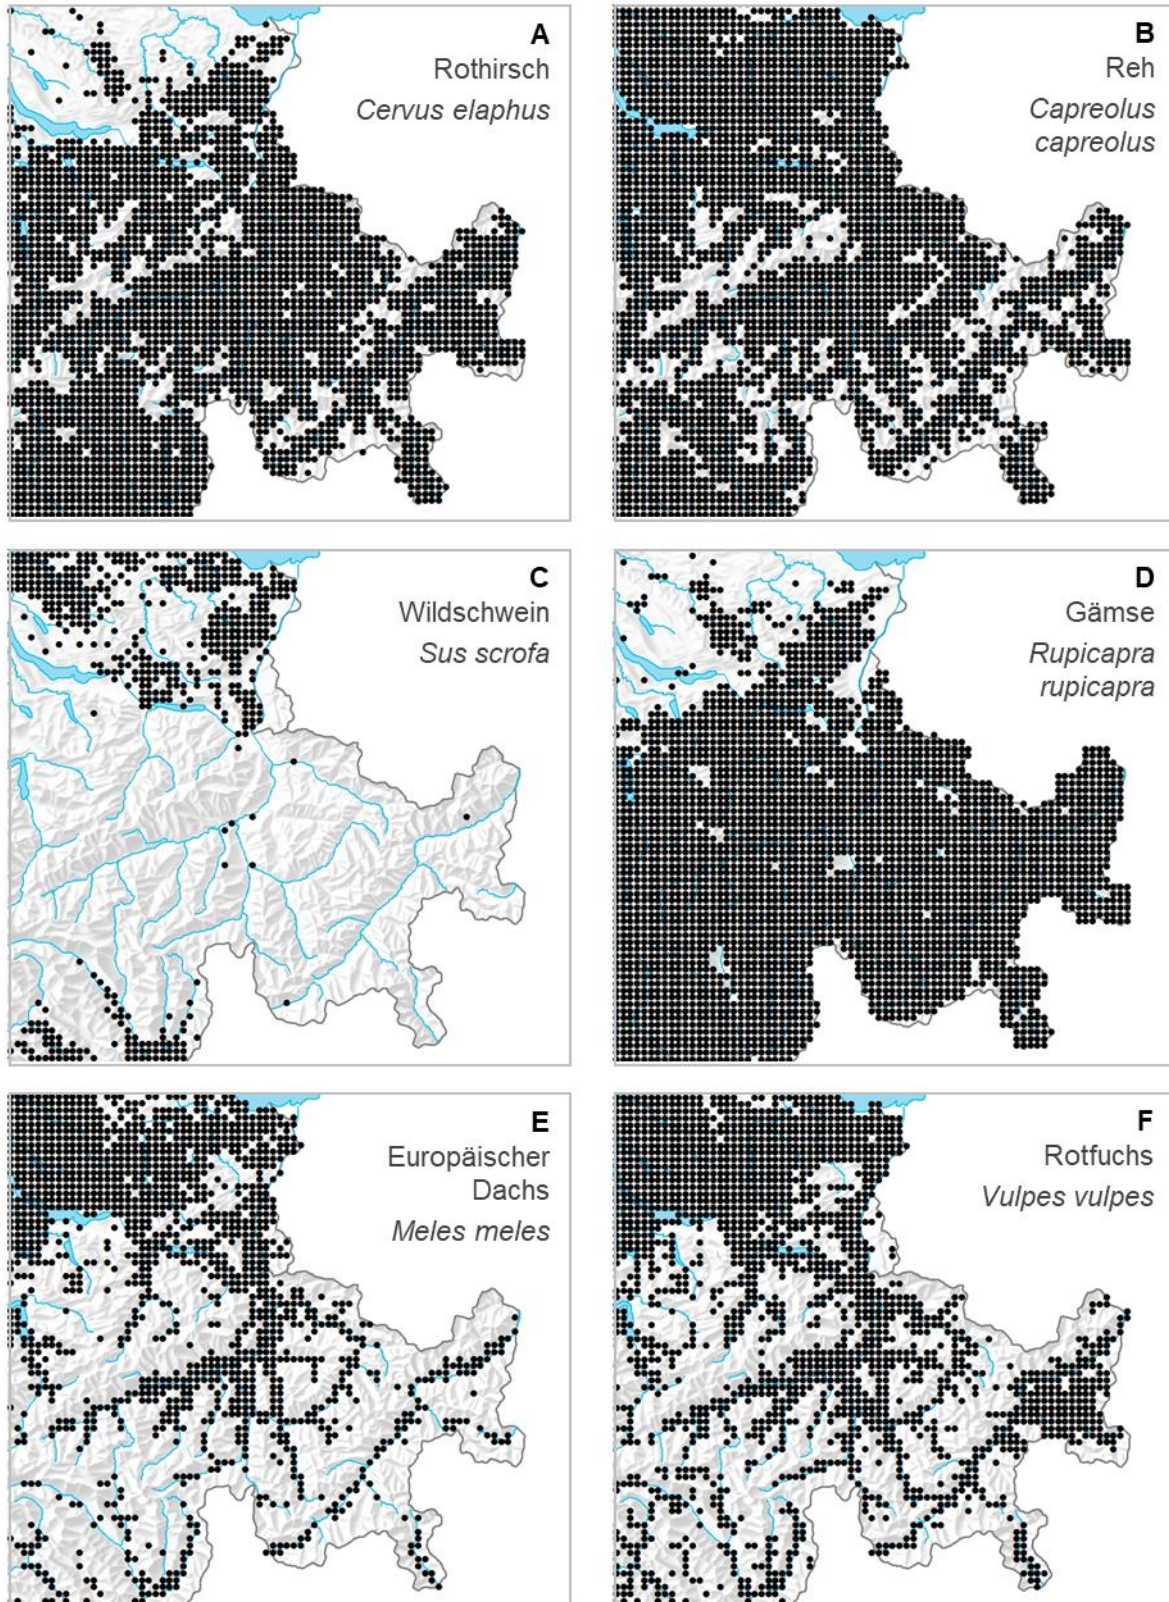 A
Rothirsch
Cervus elaphus
B
Reh
Capreolus
capreolus
C
Wildschwein
Sus scrofa
D
Gämse
Rupicapra
rupicapra
E
Europäischer
Dachs
Meles meles
F
Rotfuchs
Vulpes vulpes